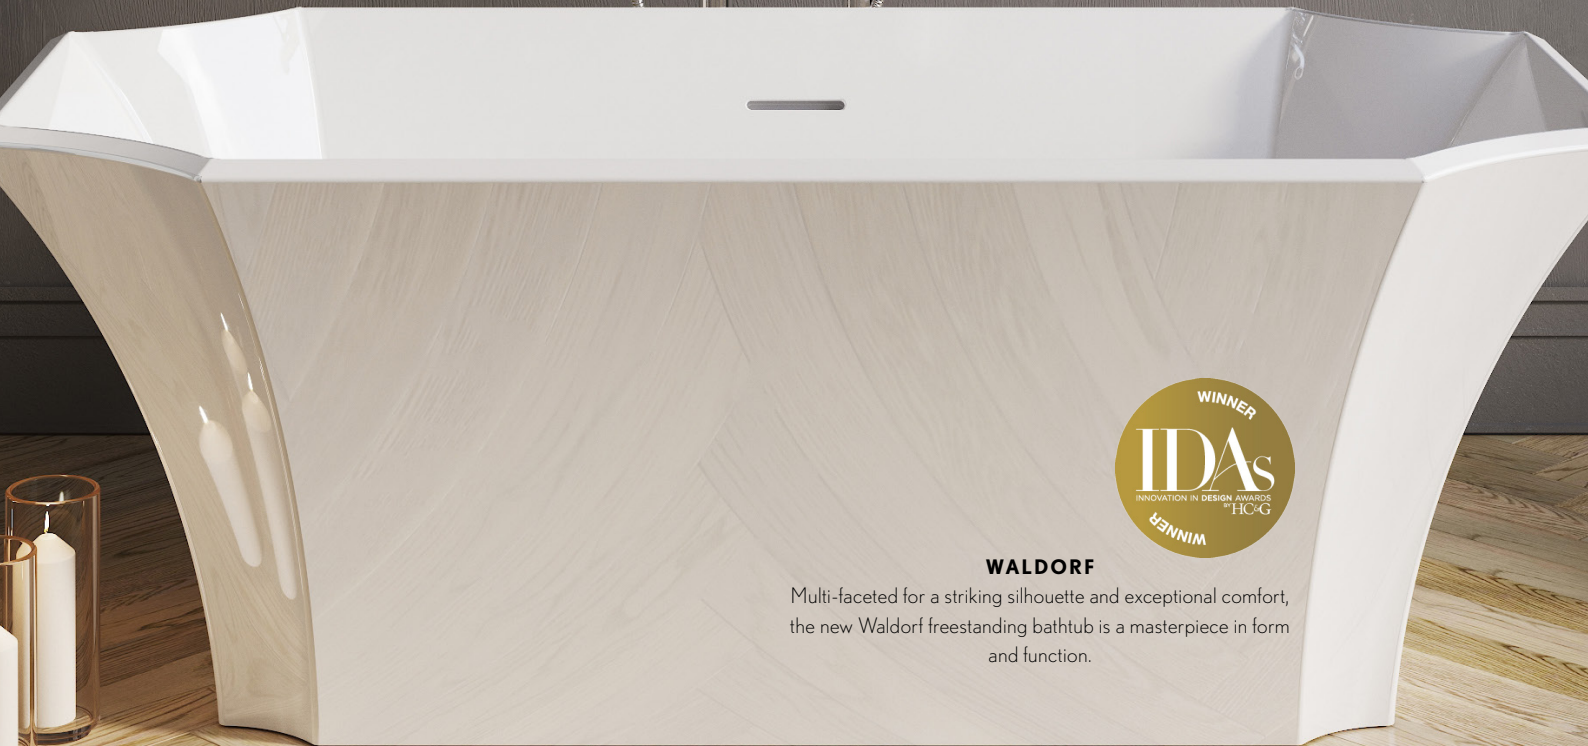 WINNER
IDAs
INNOVATION IN DESIGN AWARDS
BY HC&G
WINNER
WALDORF
Multi-faceted for a striking silhouette and exceptional comfort,
the new Waldorf freestanding bathtub is a masterpiece in form
and function.